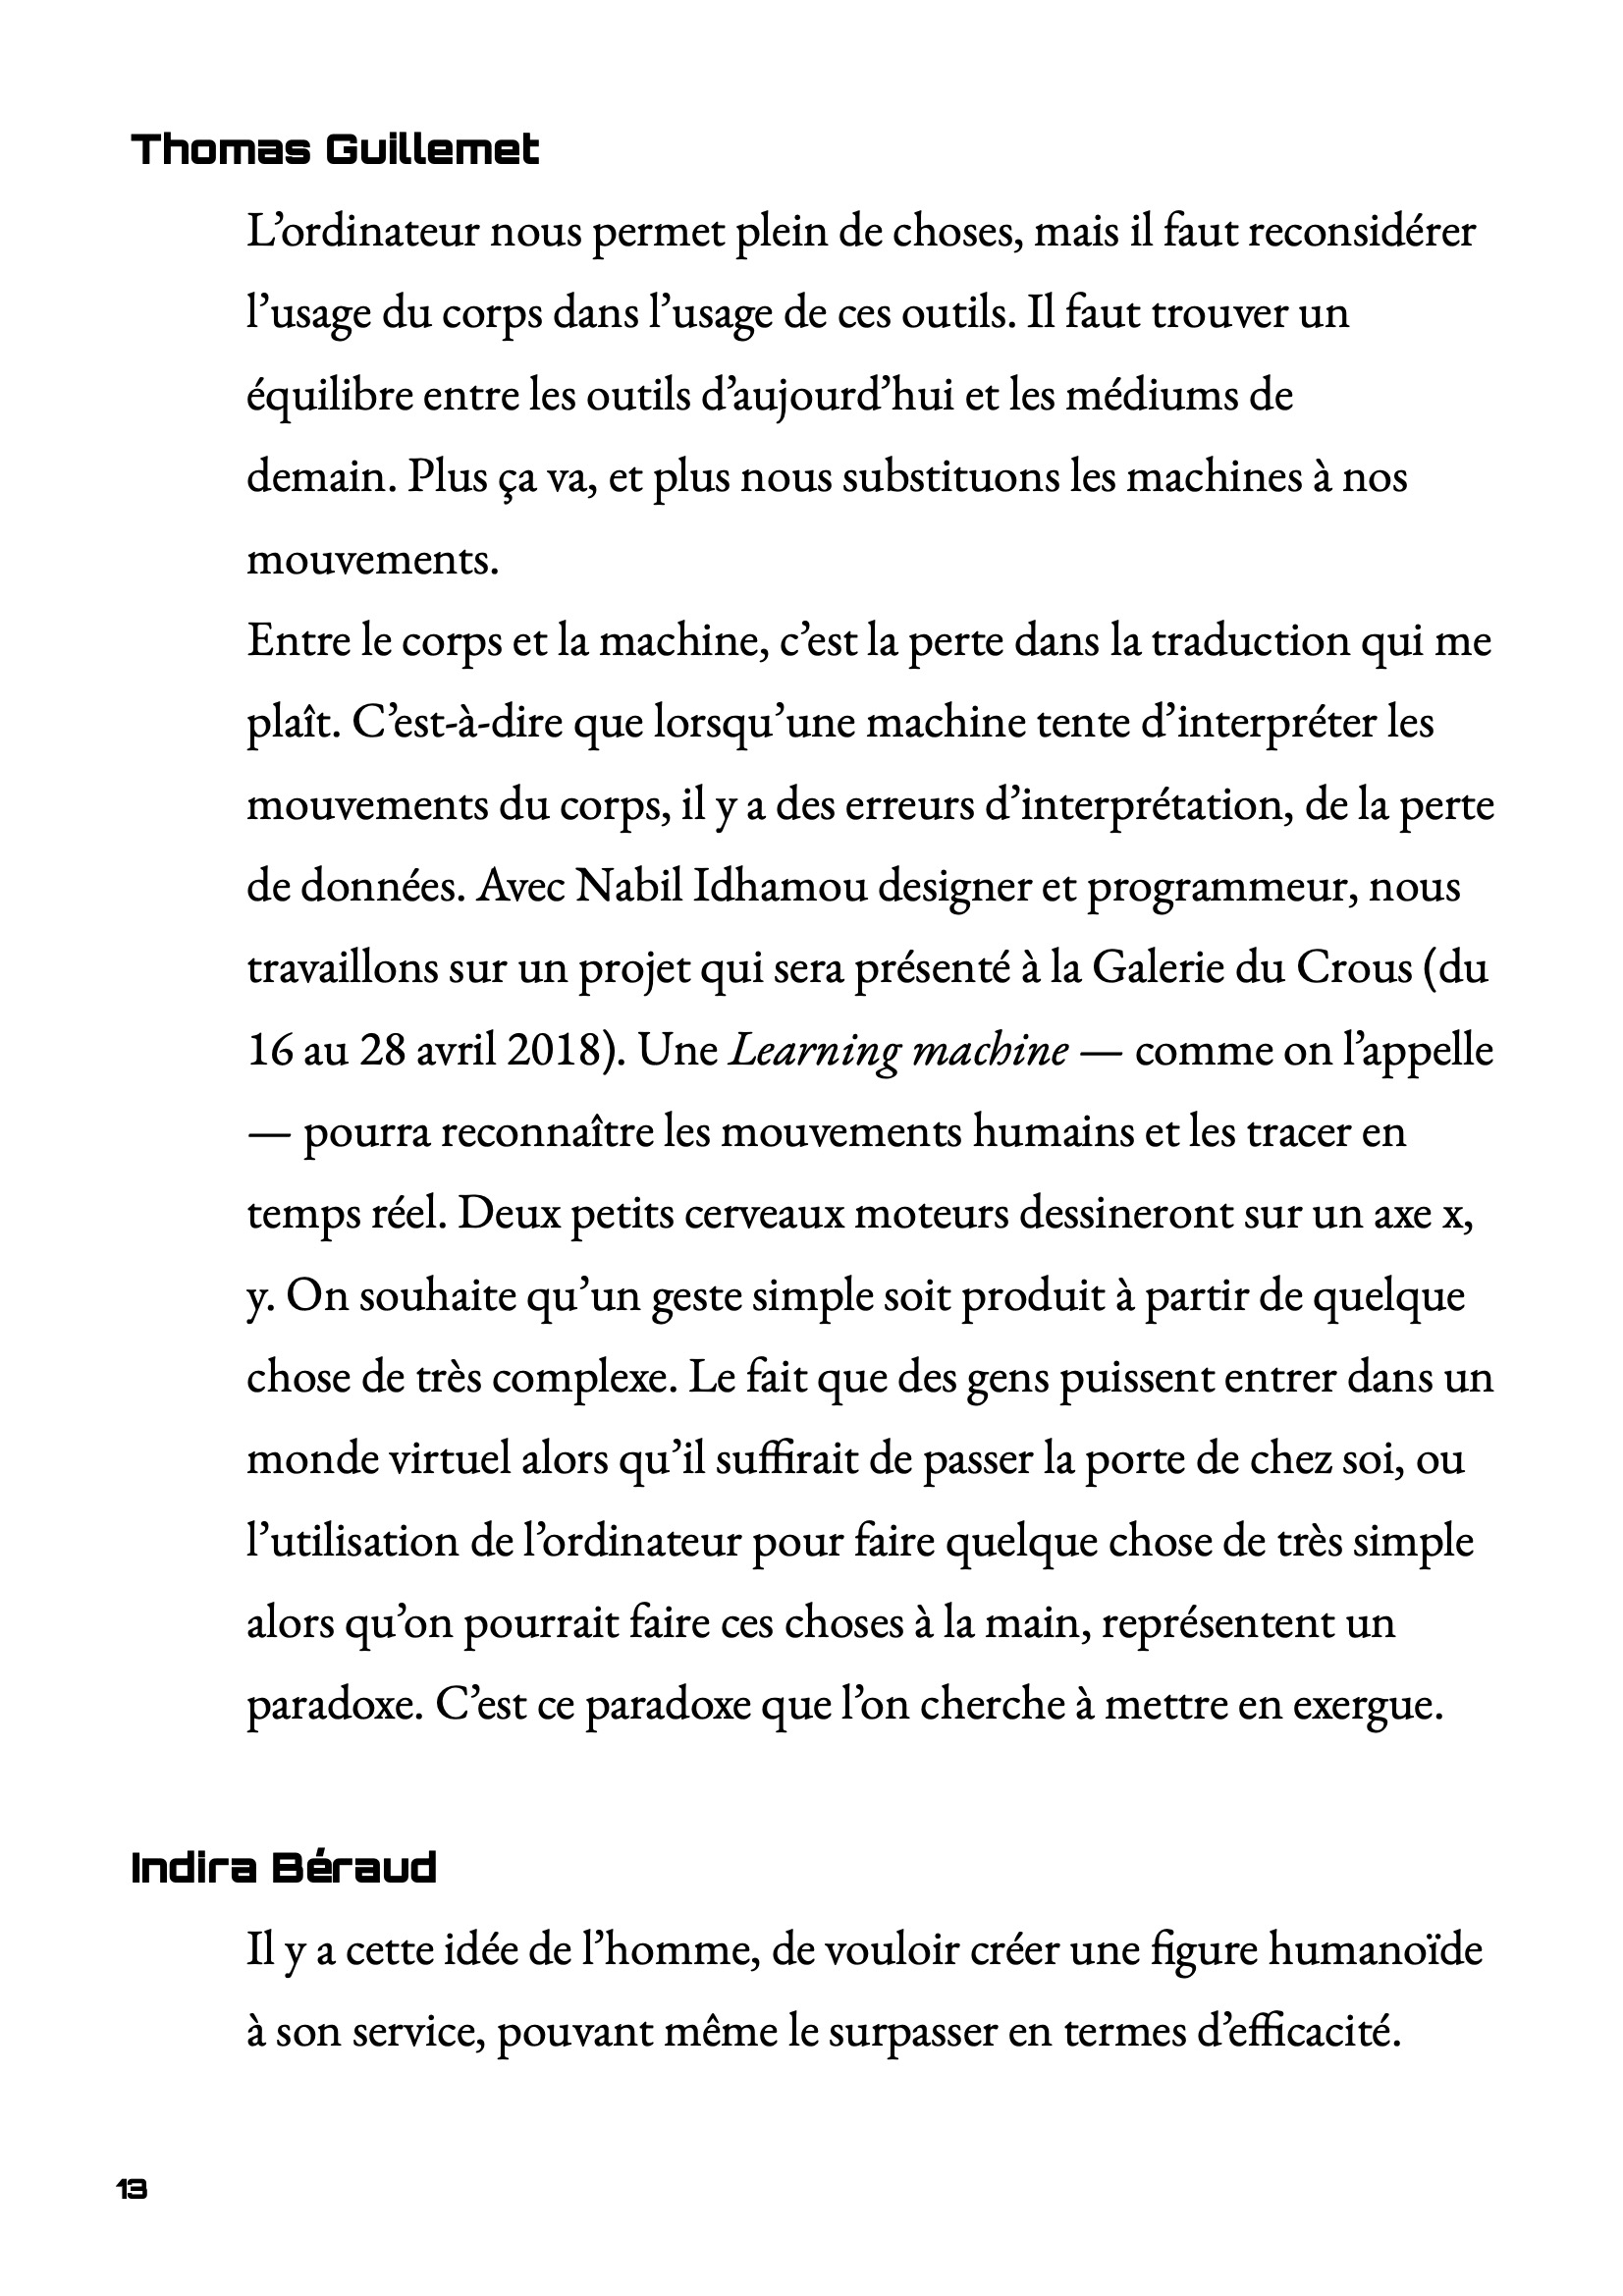 Thomas Guillemet
L’ordinateur nous permet plein de choses, mais il faut reconsidérer
l’usage du corps dans l’usage de ces outils. Il faut trouver un
équilibre entre les outils d’aujourd’hui et les médiums de
demain. Plus ça va, et plus nous substituons les machines à nos
mouvements.
Entre le corps et la machine, c’est la perte dans la traduction qui me
plaît. C’est-à-dire que lorsqu’une machine tente d’interpréter les
mouvements du corps, il y a des erreurs d’interprétation, de la perte
de données. Avec Nabil Idhamou designer et programmeur, nous
travaillons sur un projet qui sera présenté à la Galerie du Crous (du
16 au 28 avril 2018). Une Learning machine — comme on l’appelle
— pourra reconnaître les mouvements humains et les tracer en
temps réel. Deux petits cerveaux moteurs dessineront sur un axe x,
y. On souhaite qu’un geste simple soit produit à partir de quelque
chose de très complexe. Le fait que des gens puissent entrer dans un
monde virtuel alors qu’il suffirait de passer la porte de chez soi, ou
l’utilisation de l’ordinateur pour faire quelque chose de très simple
alors qu’on pourrait faire ces choses à la main, représentent un
paradoxe. C’est ce paradoxe que l’on cherche à mettre en exergue.
Indira Béraud
Il y a cette idée de l’homme, de vouloir créer une figure humanoïde
à son service, pouvant même le surpasser en termes d’efficacité.
13